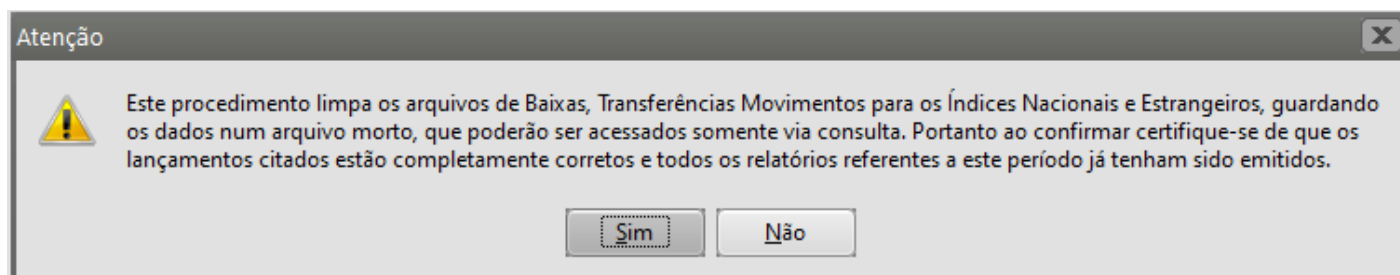 Atenção
Este procedimento limpa os arquivos de Baixas, Transferências Movimentos para os Índices Nacionais e Estrangeiros, guardando
os dados num arquivo morto, que poderão ser acessados somente via consulta. Portanto ao confirmar certifique-se de que os
lançamentos citados estão completamente corretos e todos os relatórios referentes a este período já tenham sido emitidos.
Sim Não